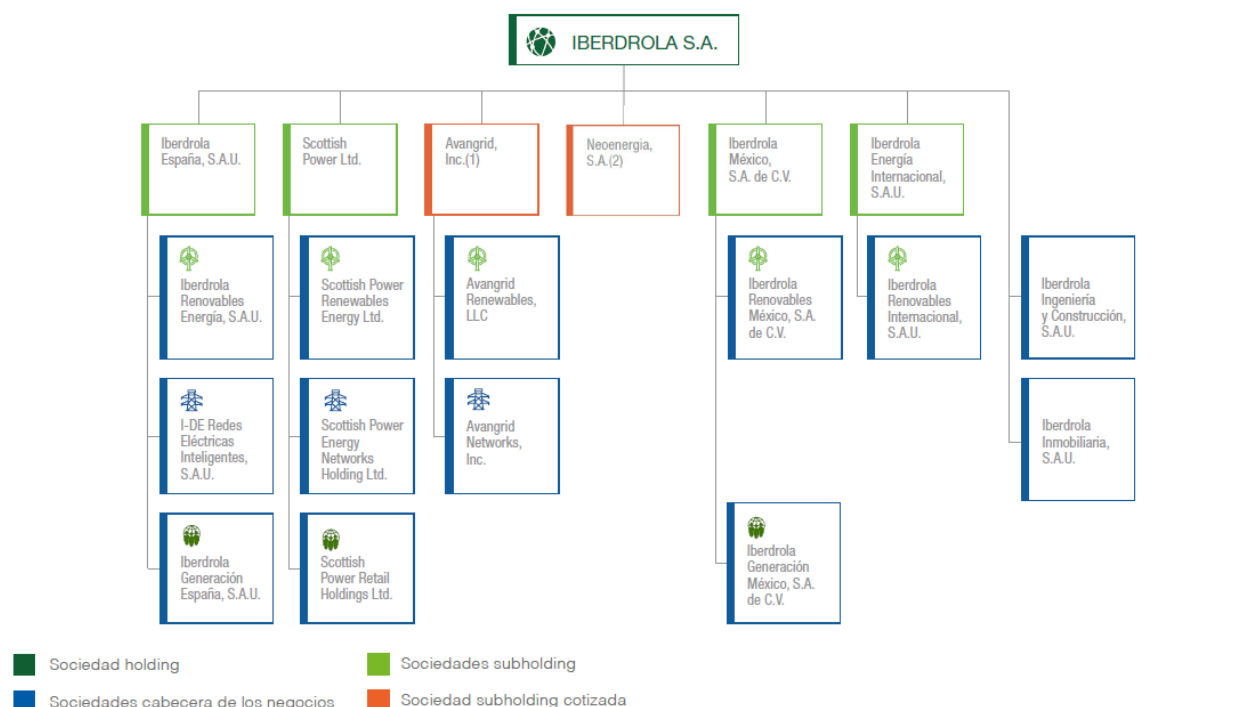 IBERDROLA S.A.
Iberdrola
España, S.A.U.
Scottish
Power Ltd.
Avangrid,
Inc.(1)
Neoenergia,
S.A.(2)
Iberdrola
México,
S.A. de C.V.
Iberdrola
Energía
Internacional,
S.A.U.
Iberdrola
Renovables
Energía, S.A.U.
Scottish Power
Renewables
Energy Ltd.
Avangrid
Renewables,
LLC
Iberdrola
Renovables
México, S.A.
de C.V.
Iberdrola
Renovables
Internacional,
S.A.U.
Iberdrola
Ingeniería
y Construcción,
S.A.U.
I-DE Redes
Eléctricas
Inteligentes,
S.A.U.
Scottish Power
Energy
Networks
Holding Ltd.
Avangrid
Networks,
Inc.
Iberdrola
Inmobiliaria,
S.A.U.
Iberdrola
Generación
España, S.A.U.
Scottish
Power Retail
Holdings Ltd.
Iberdrola
Generación
México, S.A.
de C.V.
Sociedad holding
Sociedades subholding
Sociedades cabecera de los negocios
Sociedad subholding cotizada